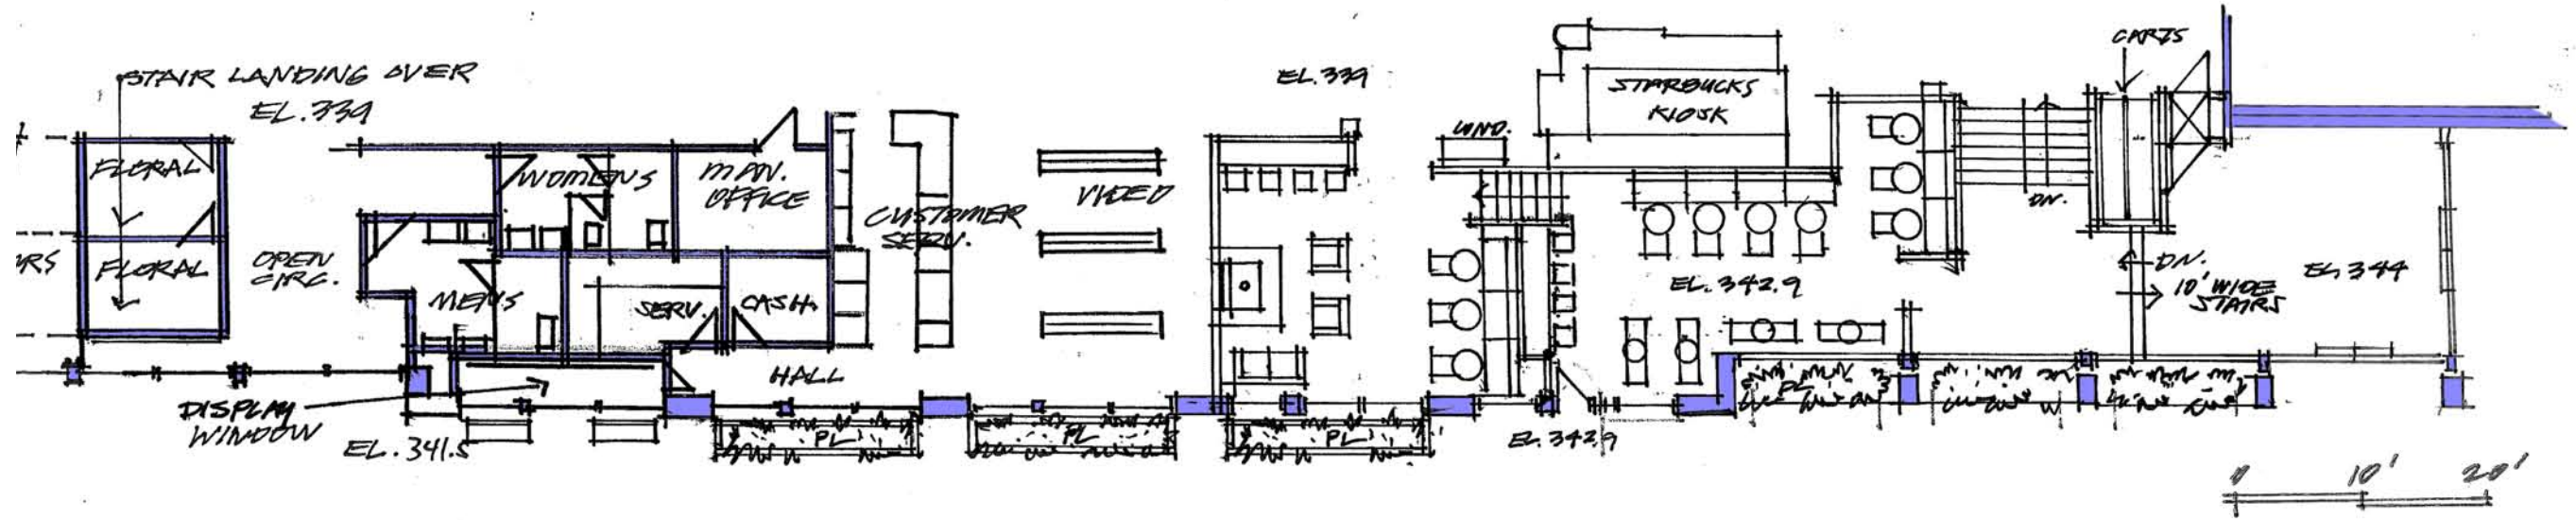 STAIR LANDING OVER
EL. 339
FLORAL
FLORAL
RS
OPEN
CIRC.
WOMENS
MAN.
OFFICE
MENS
SERV.
CASH.
HALL
DISPLAY
WINDOW
EL. 341.5
CUSTOMER
SERV.
VIDEO
PL
PL
PL
EL. 339
CND.
STARBUCKS
KIOSK
EL. 342.9
EL. 342.9
CARTS
DN.
DN.
10' WIDE
STAIRS
EL. 344
PL
0 10' 20'